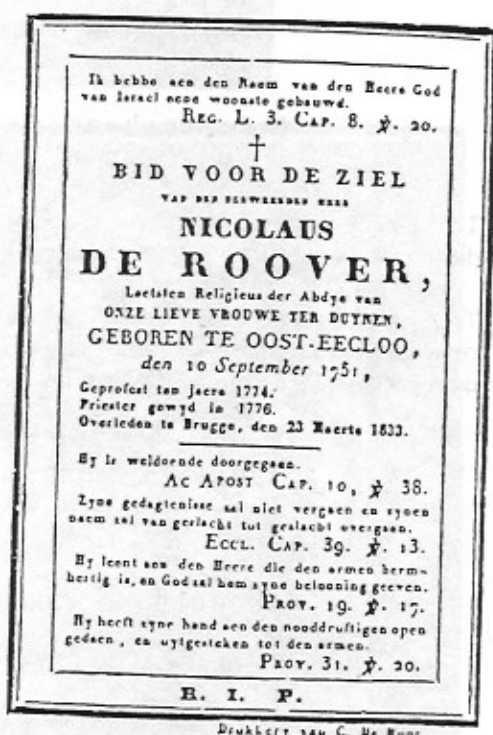 Ik hebbe aen den Naem van den Heere God
van Israel eene woonste gebauwd.
REG. L. 3. CAP. 8. ℣. 20.
†
BID VOOR DE ZIEL
VAN DEN EERWEERDEN HEER
NICOLAUS
DE ROOVER,
Laetsten Religieus der Abdye van
ONZE LIEVE VROUWE TER DUYNEN,
GEBOREN TE OOST-EECLOO,
den 10 September 1751,
Geprofest ten jaere 1774.
Priester gewyd in 1776.
Overleden te Brugge, den 23 Maerte 1833.
Hy is weldoende doorgegaen.
AC APOST CAP. 10, ℣ 38.
Zyne gedagtenisse zal niet vergaen en zynen
naem zal van geslacht tot geslacht overgaen.
ECCL. CAP. 39. ℣. 13.
Hy leent aen den Heere die den armen berm-
hertig is, en God zal hem zyne belooning geeven.
PROV. 19. ℣. 17.
Hy heeft zyne hand aen den nooddruftigen open
gedaen, en uytgesteken tot den armen.
PROV. 31. ℣. 20.
R. I. P.
Drukkery van C. De